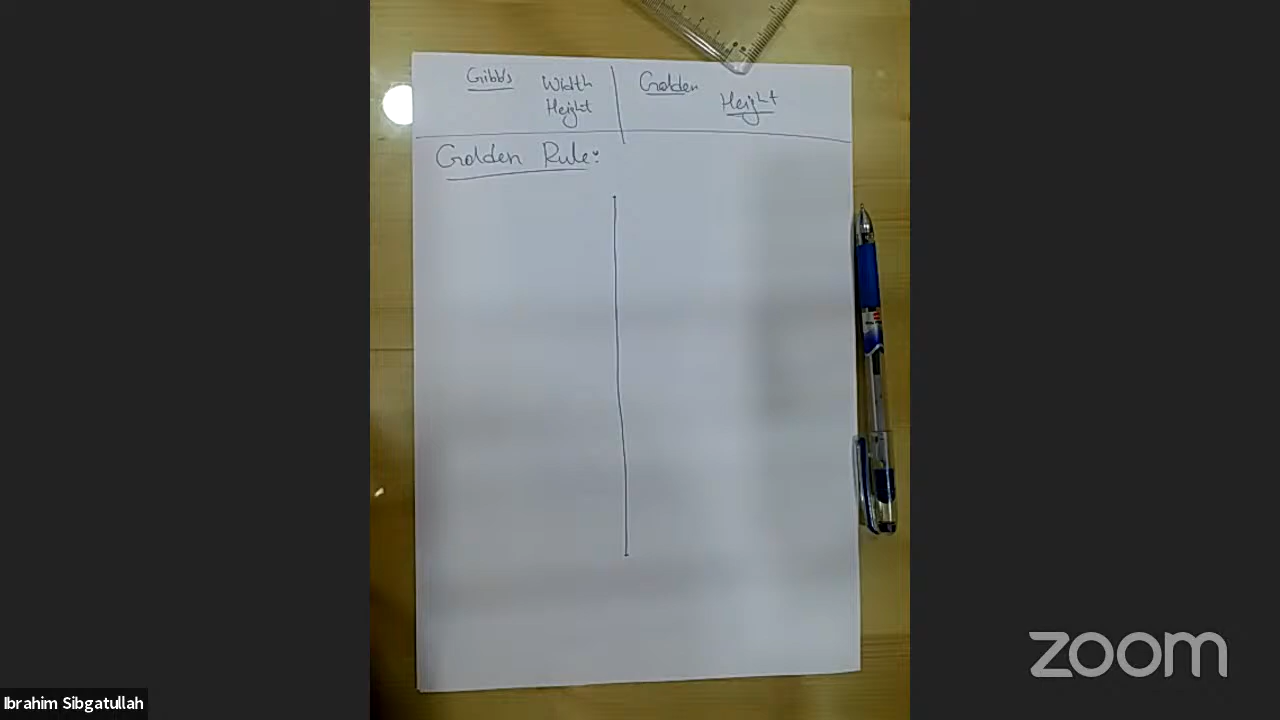 Gibbs Width Golden
Height Height
Golden Rule:
Ibrahim Sibgatullah
zoom